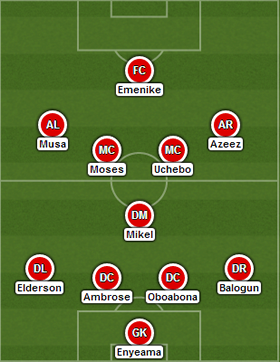 FC
Emenike
AL
AR
Musa
Azeez
MC
MC
Moses
Uchebo
DM
Mikel
DL
DR
Elderson
Balogun
DC
DC
Ambrose
Oboabona
GK
Enyeama